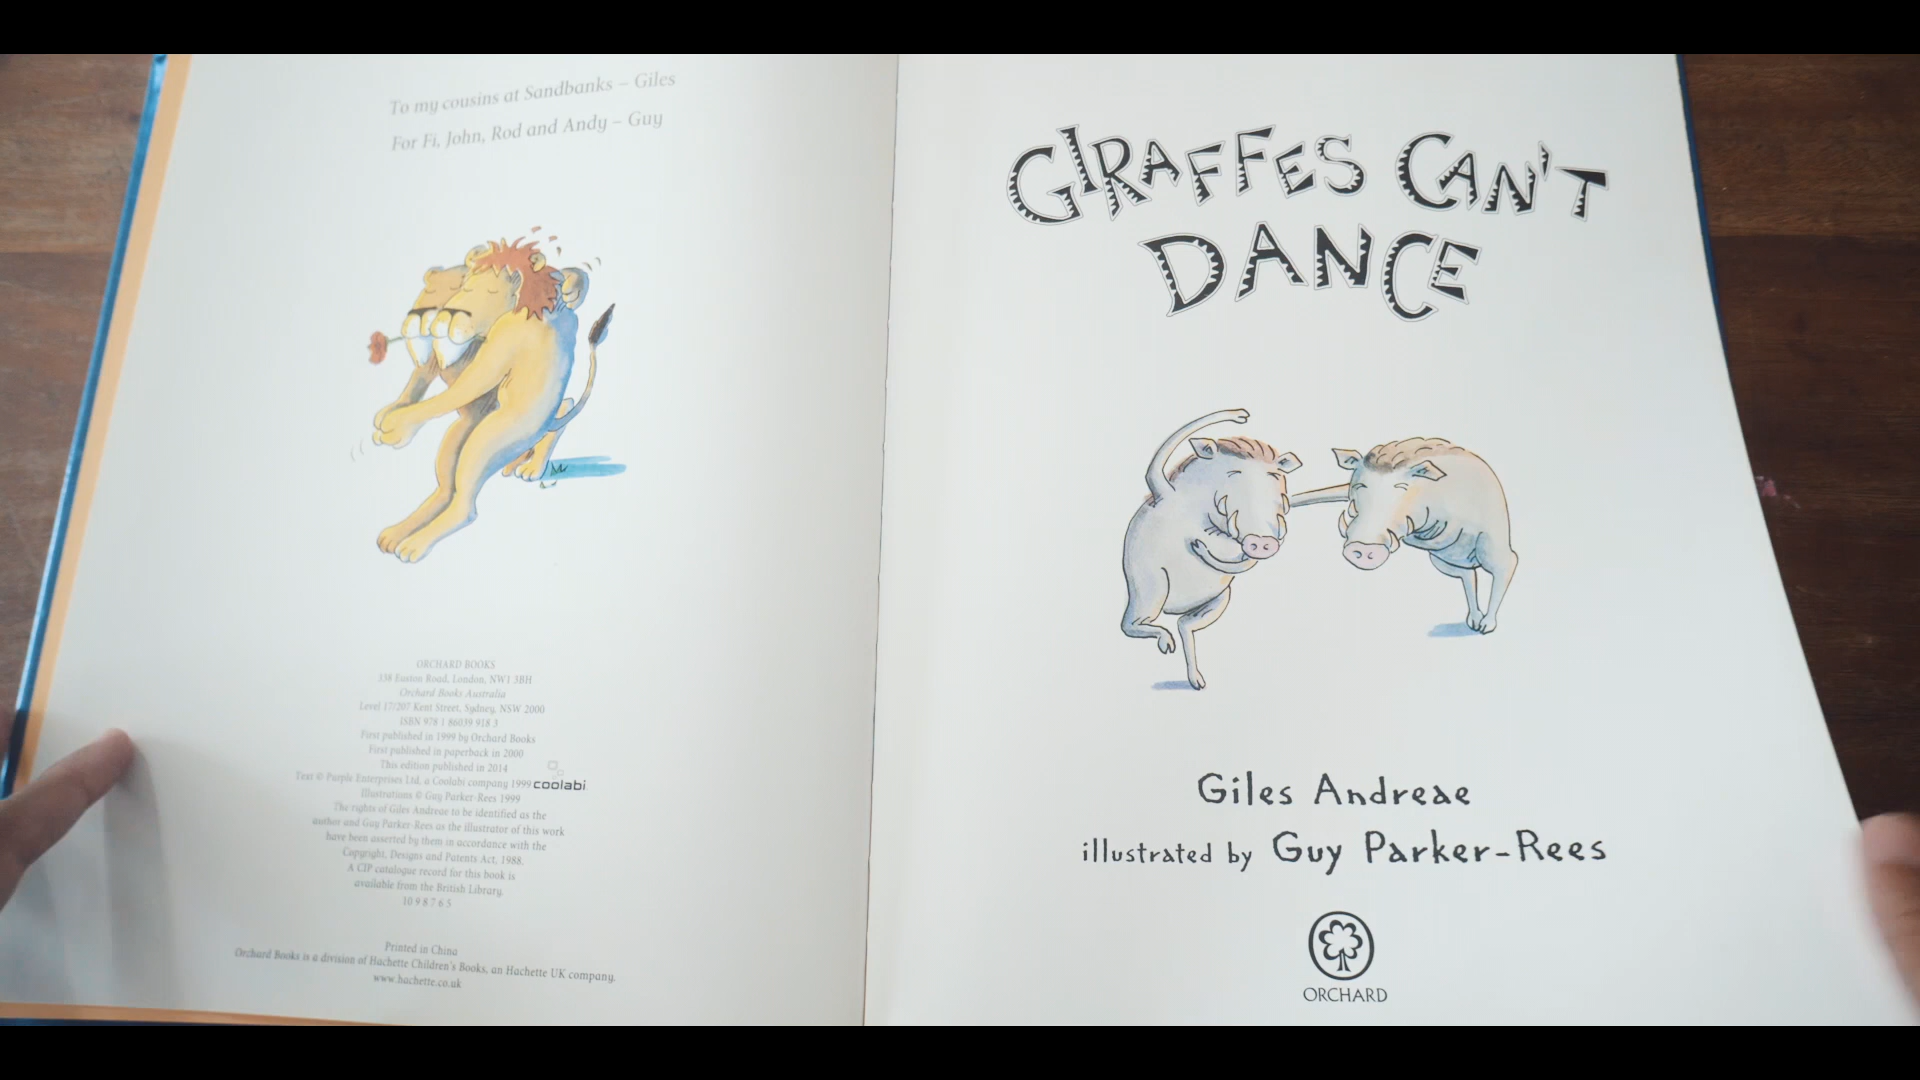 To my cousins at Sandbanks – Giles
For Fi, John, Rod and Andy – Guy
ORCHARD BOOKS
338 Euston Road, London, NW1 3BH
Orchard Books Australia
Level 17/207 Kent Street, Sydney, NSW 2000
ISBN 978 1 86039 918 3
First published in 1999 by Orchard Books
First published in paperback in 2000
This edition published in 2014
Text © Purple Enterprises Ltd, a Coolabi company 1999 coolabi
Illustrations © Guy Parker-Rees 1999
The rights of Giles Andreae to be identified as the
author and Guy Parker-Rees as the illustrator of this work
have been asserted by them in accordance with the
Copyright, Designs and Patents Act, 1988.
A CIP catalogue record for this book is
available from the British Library.
10 9 8 7 6 5
Printed in China
Orchard Books is a division of Hachette Children's Books, an Hachette UK company.
www.hachette.co.uk
GIRAFFES CAN'T
DANCE
Giles Andreae
illustrated by Guy Parker-Rees
ORCHARD